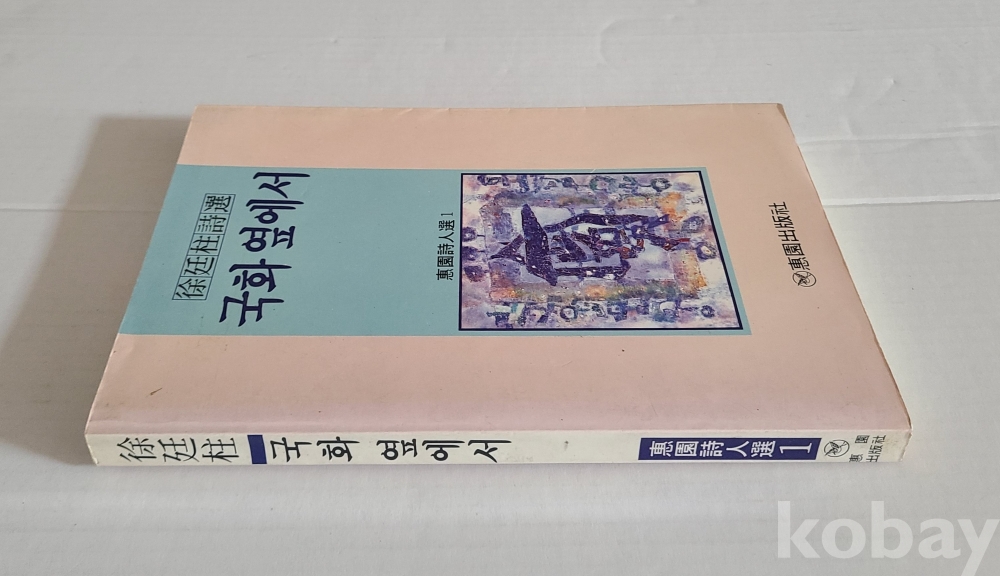 徐廷柱詩選
국화 옆에서
惠園詩人選 1
惠園出版社
徐廷柱 국화 옆에서 惠園詩人選 1 惠園出版社
kobay